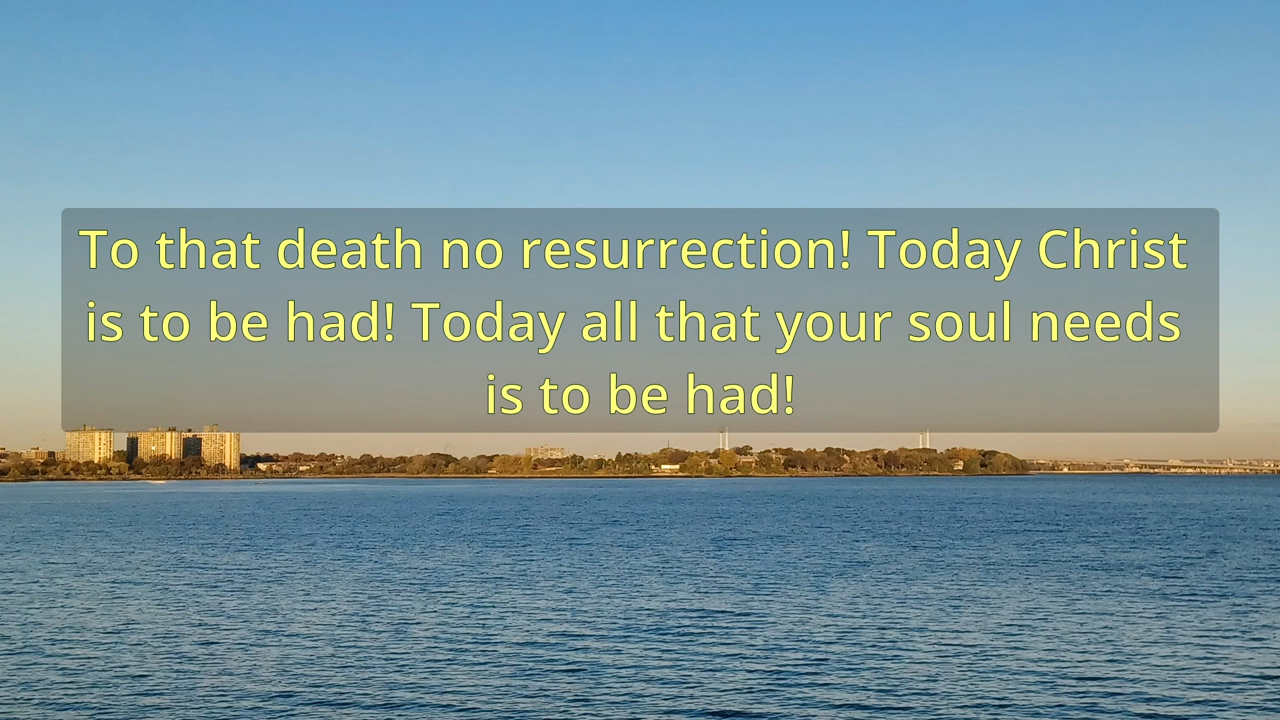 To that death no resurrection! Today Christ
is to be had! Today all that your soul needs
is to be had!